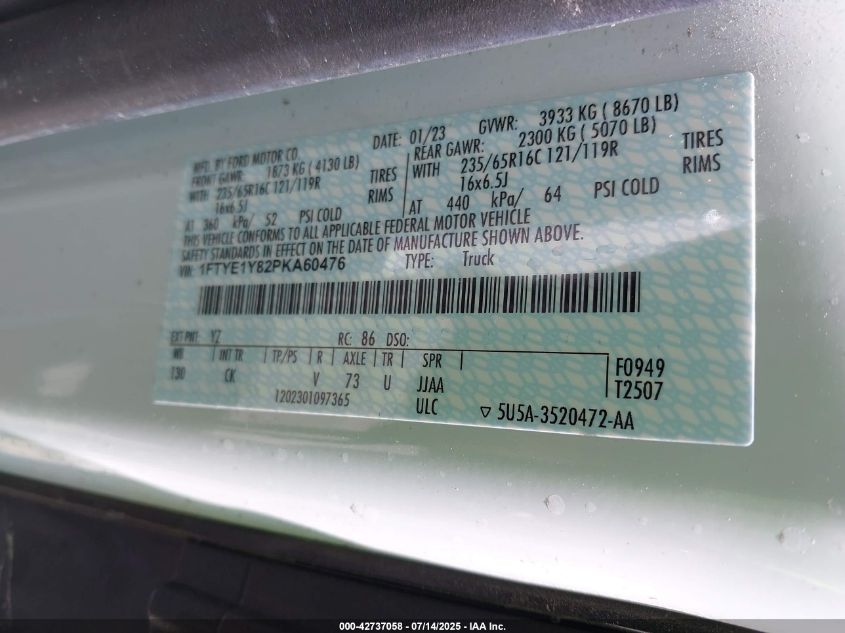 MFD. BY FORD MOTOR CO. DATE: 01/23 GVWR: 3933 KG ( 8670 LB)
FRONT GAWR: 1873 KG ( 4130 LB) REAR GAWR: 2300 KG ( 5070 LB)
WITH 235/65R16C 121/119R TIRES WITH 235/65R16C 121/119R TIRES
16x6.5J RIMS 16x6.5J RIMS
AT 360 kPa/ 52 PSI COLD AT 440 kPa/ 64 PSI COLD
THIS VEHICLE CONFORMS TO ALL APPLICABLE FEDERAL MOTOR VEHICLE
SAFETY STANDARDS IN EFFECT ON THE DATE OF MANUFACTURE SHOWN ABOVE.
VIN: 1FTYE1Y82PKA60476 TYPE: Truck
EXT PNT: YZ RC: 86 DSO:
WB INT TR TP/PS R AXLE TR SPR F0949
130 CK V 73 U JJAA T2507
1202301097365 ULC ▽ 5U5A-3520472-AA
000-42737058 - 07/14/2025 - IAA Inc.